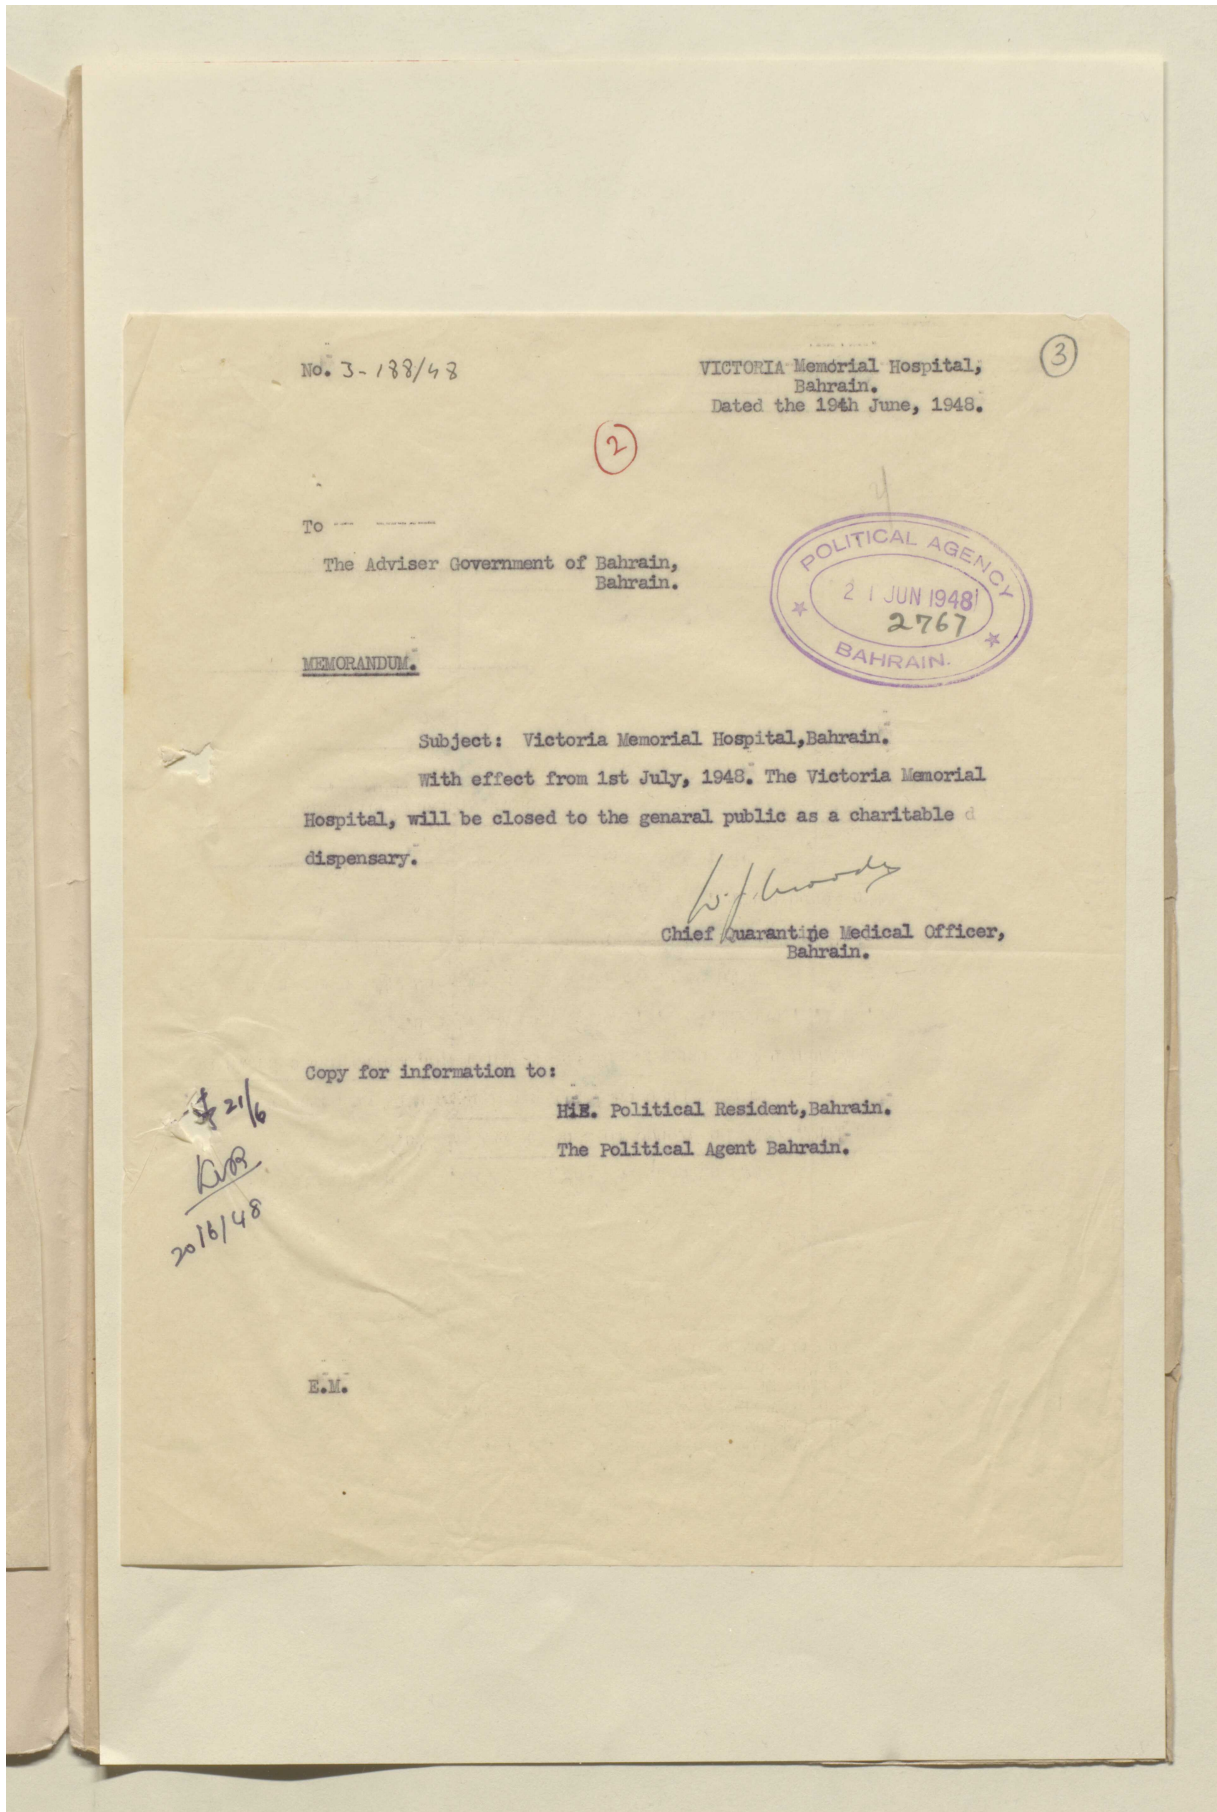 No. 3-188/48
VICTORIA Memorial Hospital,
Bahrain.
Dated the 19th June, 1948.
3
2
To
The Adviser Government of Bahrain,
Bahrain.
POLITICAL AGENCY
21 JUN 1948
2767
BAHRAIN.
MEMORANDUM.
Subject: Victoria Memorial Hospital,Bahrain.
With effect from 1st July, 1948. The Victoria Memorial
Hospital, will be closed to the genaral public as a charitable d
dispensary.
Chief Quarantine Medical Officer,
Bahrain.
Copy for information to:
HiE. Political Resident,Bahrain.
The Political Agent Bahrain.
21/6
20/6/48
E.M.